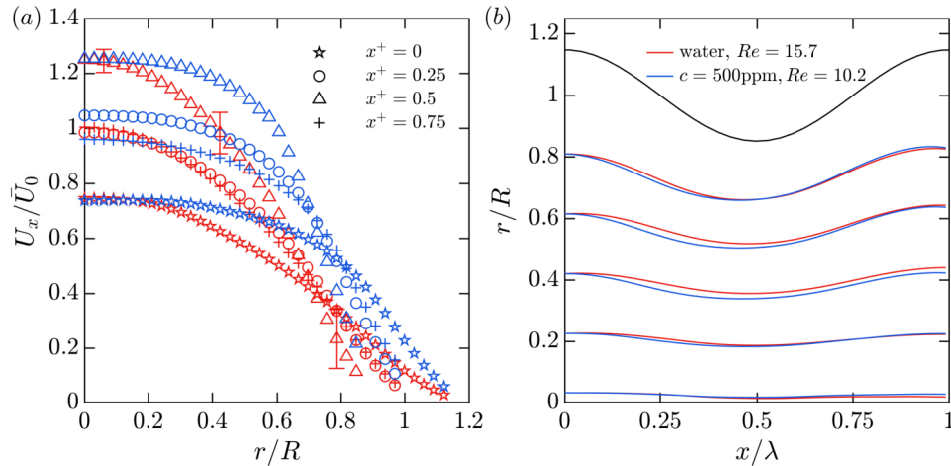 (a)
1.4
1.2
1
0.8
0.6
0.4
0.2
0
U_x/Ū_0
0 0.2 0.4 0.6 0.8 1 1.2
r/R
x⁺ = 0
x⁺ = 0.25
x⁺ = 0.5
x⁺ = 0.75
(b)
1.2
1
0.8
0.6
0.4
0.2
0
r/R
0 0.25 0.5 0.75 1
x/λ
water, Re = 15.7
c = 500ppm, Re = 10.2